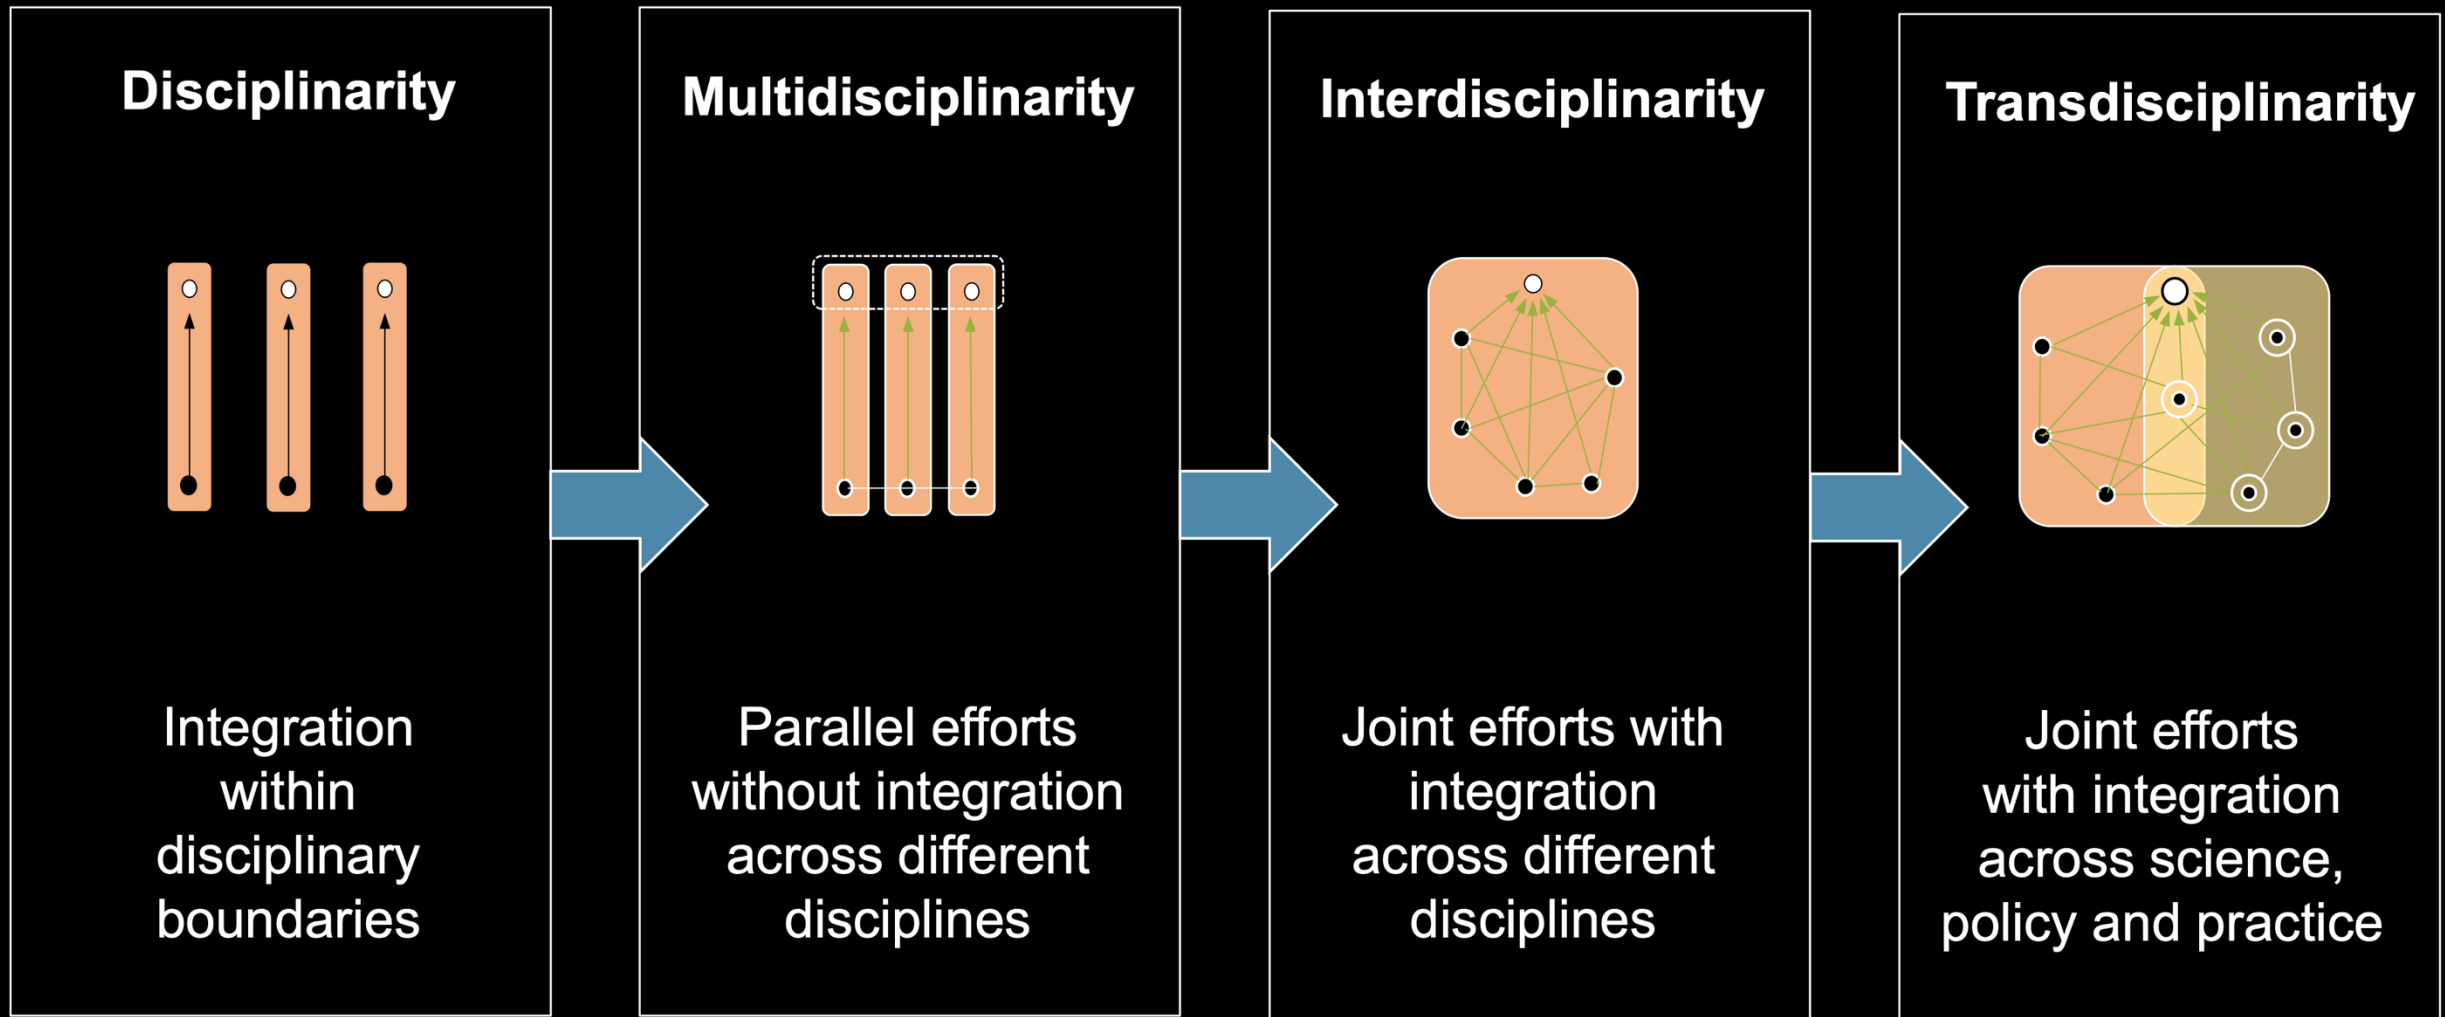 Disciplinarity
Integration
within
disciplinary
boundaries
Multidisciplinarity
Parallel efforts
without integration
across different
disciplines
Interdisciplinarity
Joint efforts with
integration
across different
disciplines
Transdisciplinarity
Joint efforts
with integration
across science,
policy and practice